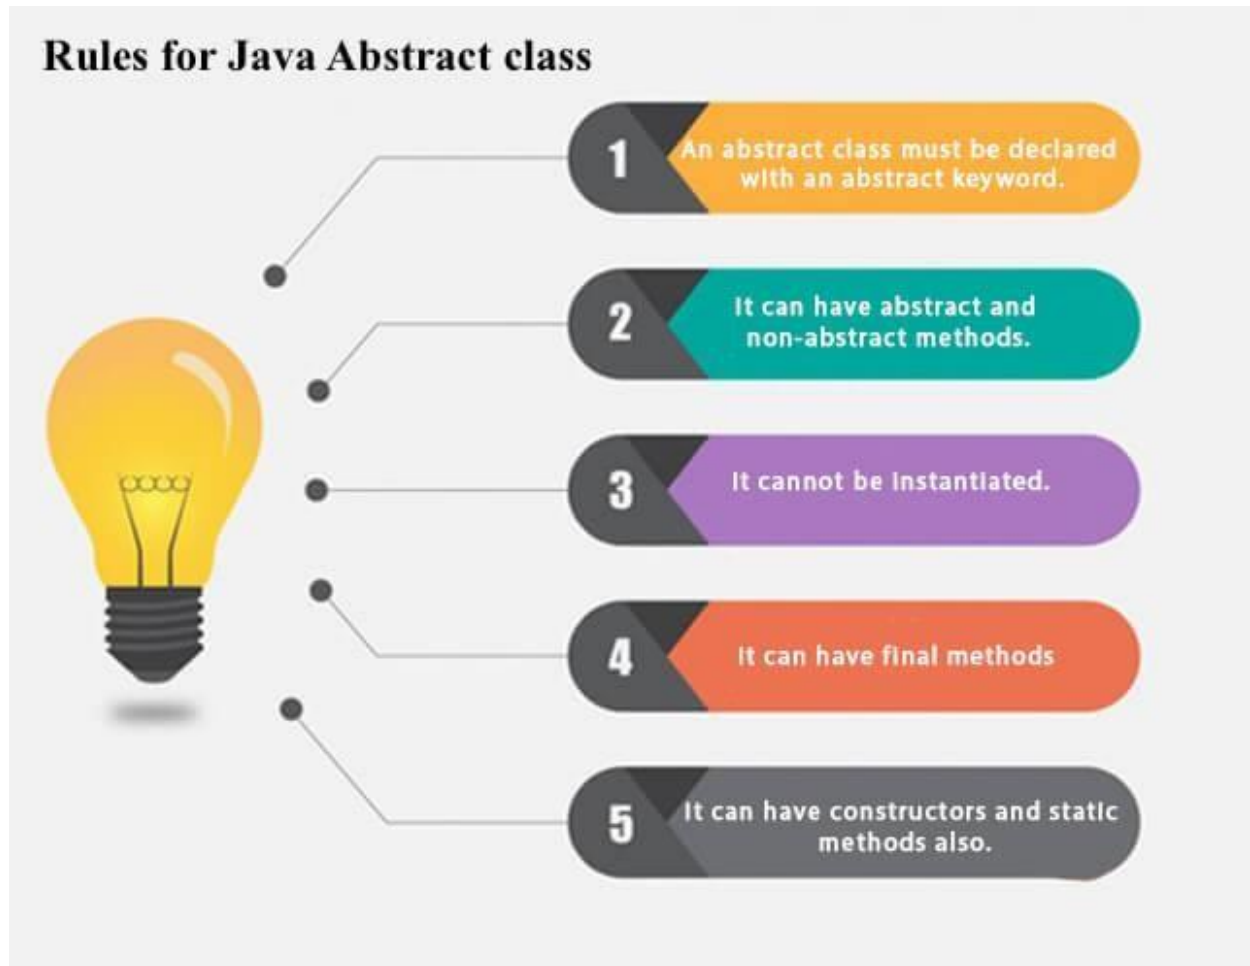 Rules for Java Abstract class
1
An abstract class must be declared
with an abstract keyword.
2
It can have abstract and
non-abstract methods.
3
It cannot be instantiated.
4
It can have final methods
5
It can have constructors and static
methods also.